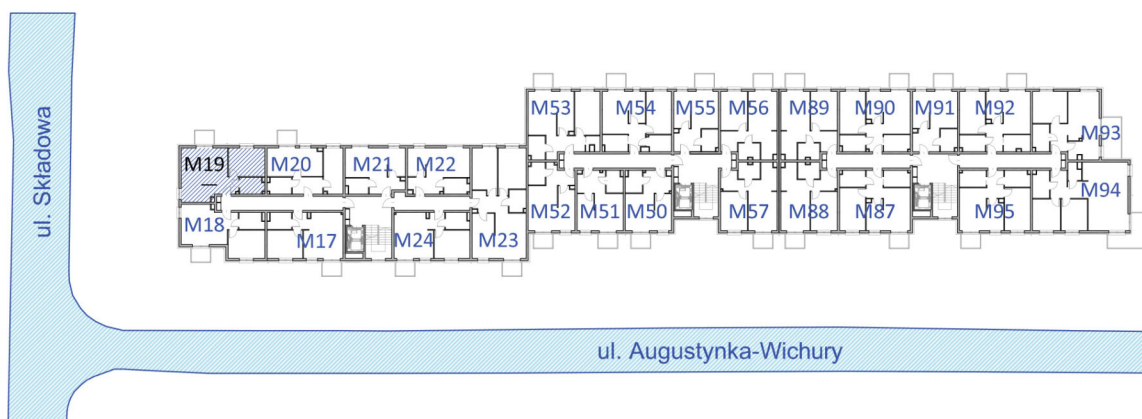 ul. Składowa
M53 M54 M55 M56 M89 M90 M91 M92 M93
M19 M20 M21 M22
M18 M17 M24 M23 M52 M51 M50 M57 M88 M87 M95 M94
ul. Augustynka-Wichury